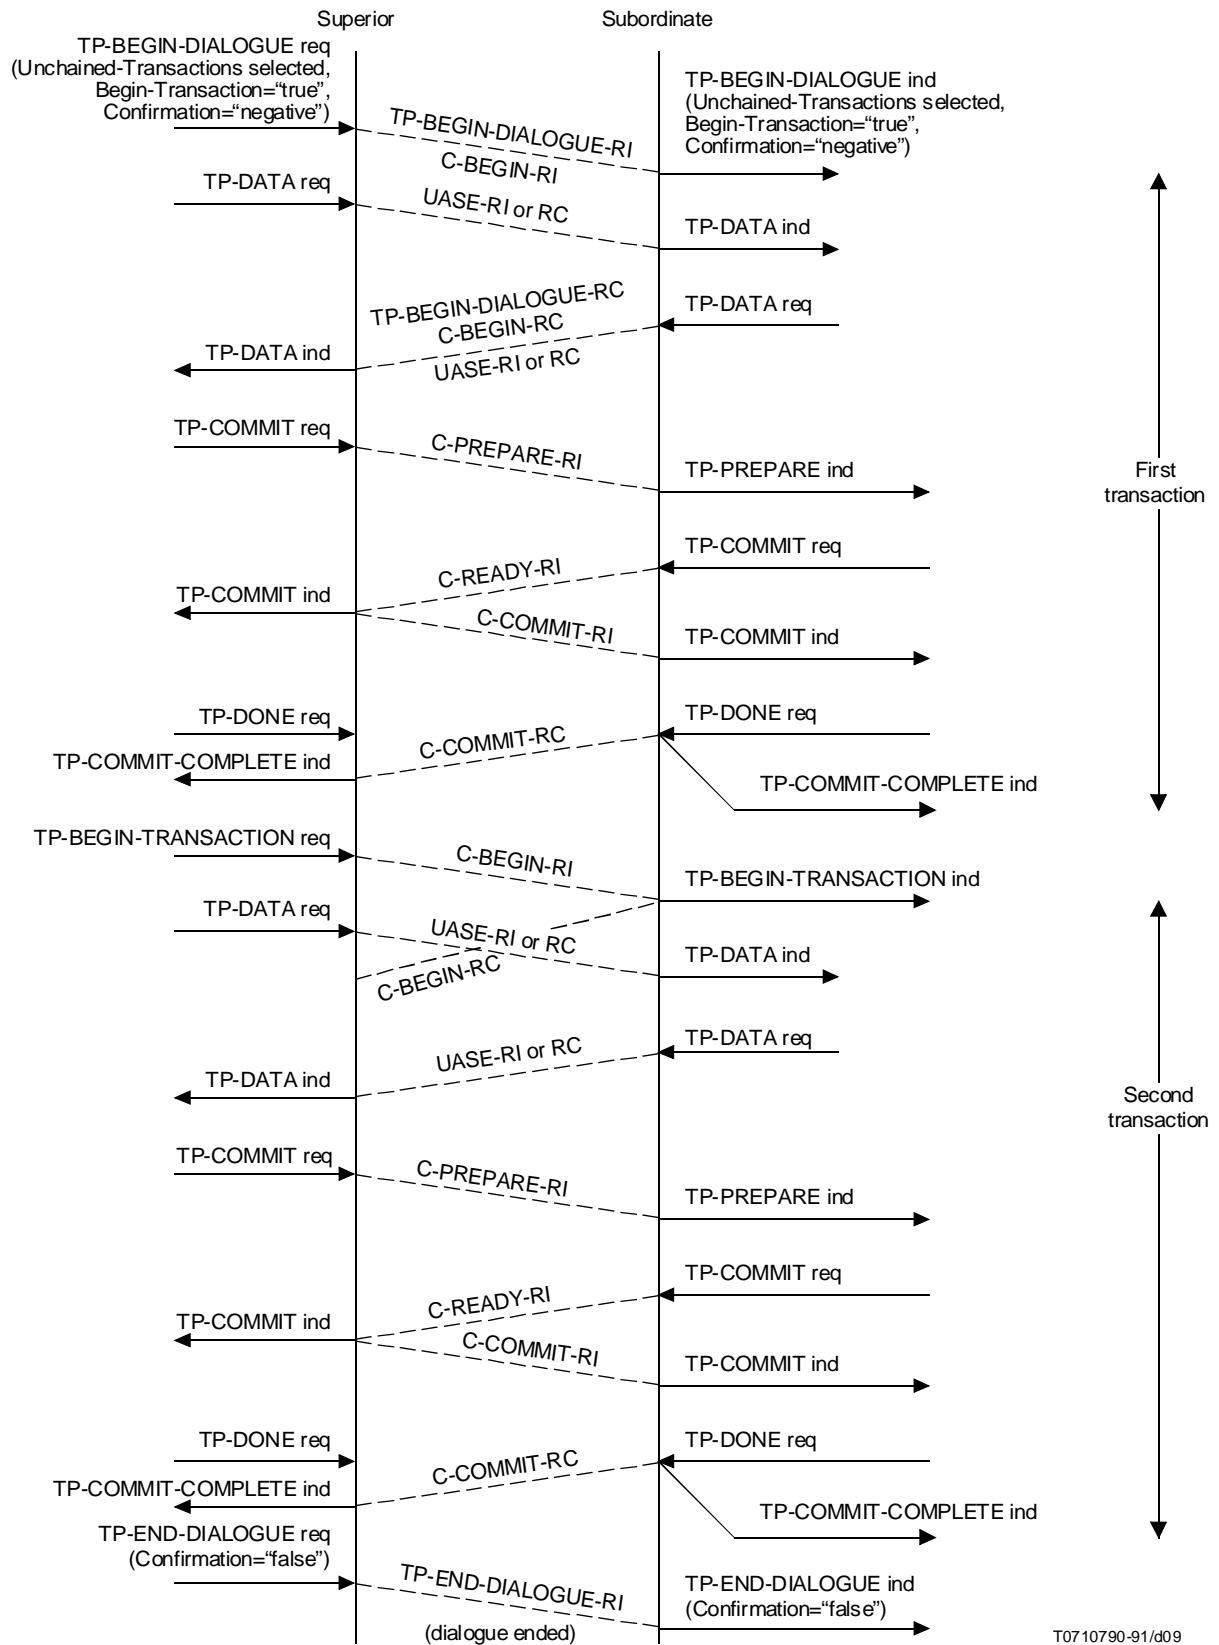 Superior
Subordinate
TP-BEGIN-DIALOGUE req
(Unchained-Transactions selected,
Begin-Transaction=“true”,
Confirmation=“negative”)
TP-BEGIN-DIALOGUE ind
(Unchained-Transactions selected,
Begin-Transaction=“true”,
Confirmation=“negative”)
TP-BEGIN-DIALOGUE-RI
C-BEGIN-RI
TP-DATA req
UASE-RI or RC
TP-DATA ind
TP-BEGIN-DIALOGUE-RC
TP-DATA req
C-BEGIN-RC
TP-DATA ind
UASE-RI or RC
TP-COMMIT req
C-PREPARE-RI
TP-PREPARE ind
First
transaction
TP-COMMIT req
C-READY-RI
TP-COMMIT ind
C-COMMIT-RI
TP-COMMIT ind
TP-DONE req
TP-DONE req
C-COMMIT-RC
TP-COMMIT-COMPLETE ind
TP-COMMIT-COMPLETE ind
TP-BEGIN-TRANSACTION req
C-BEGIN-RI
TP-BEGIN-TRANSACTION ind
TP-DATA req
UASE-RI or RC
TP-DATA ind
C-BEGIN-RC
TP-DATA req
UASE-RI or RC
TP-DATA ind
Second
transaction
TP-COMMIT req
C-PREPARE-RI
TP-PREPARE ind
TP-COMMIT req
C-READY-RI
TP-COMMIT ind
C-COMMIT-RI
TP-COMMIT ind
TP-DONE req
TP-DONE req
C-COMMIT-RC
TP-COMMIT-COMPLETE ind
TP-COMMIT-COMPLETE ind
TP-END-DIALOGUE req
(Confirmation=“false”)
TP-END-DIALOGUE-RI
TP-END-DIALOGUE ind
(Confirmation=“false”)
(dialogue ended)
T0710790-91/d09